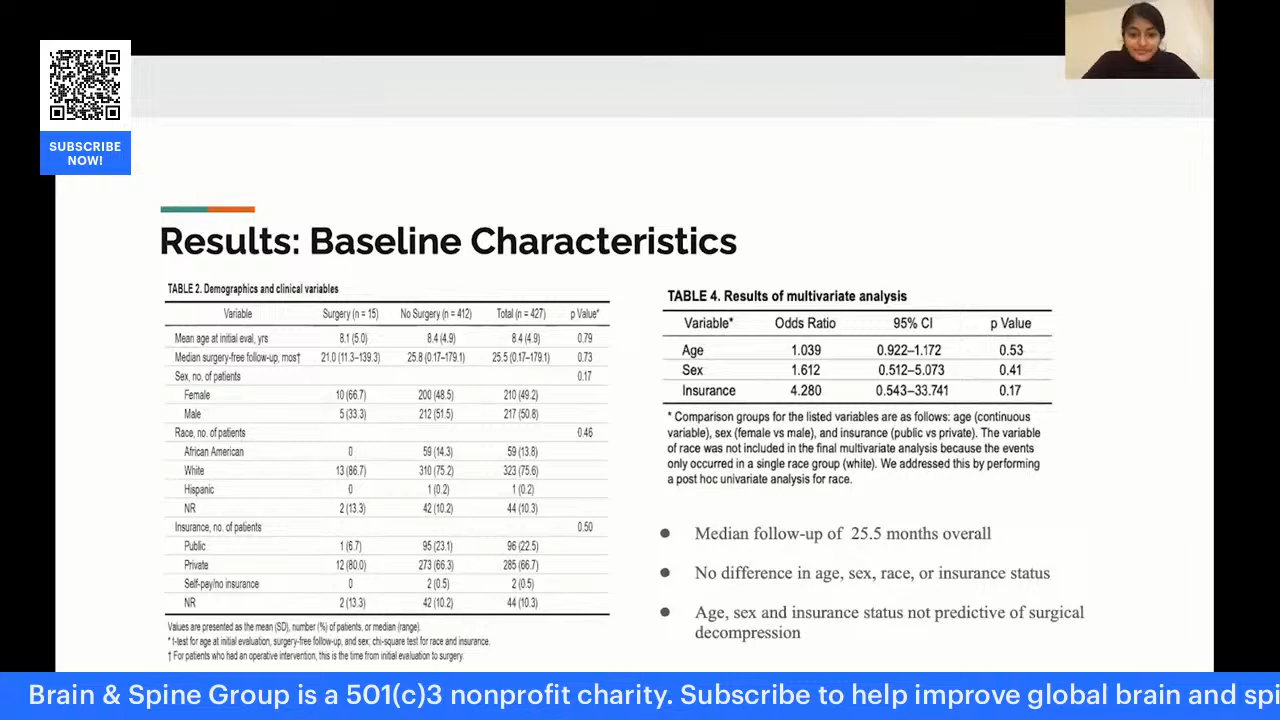 SUBSCRIBE
NOW!
Results: Baseline Characteristics
TABLE 2. Demographics and clinical variables
Variable Surgery (n = 15) No Surgery (n = 412) Total (n = 427) p Value*
Mean age at initial eval, yrs 8.1 (5.0) 8.4 (4.9) 8.4 (4.9) 0.79
Median surgery-free follow-up, mos† 21.0 (11.3–139.3) 25.8 (0.17–179.1) 25.5 (0.17–179.1) 0.73
Sex, no. of patients 0.17
Female 10 (66.7) 200 (48.5) 210 (49.2)
Male 5 (33.3) 212 (51.5) 217 (50.8)
Race, no. of patients 0.46
African American 0 59 (14.3) 59 (13.8)
White 13 (86.7) 310 (75.2) 323 (75.6)
Hispanic 0 1 (0.2) 1 (0.2)
NR 2 (13.3) 42 (10.2) 44 (10.3)
Insurance, no. of patients 0.50
Public 1 (6.7) 95 (23.1) 96 (22.5)
Private 12 (80.0) 273 (66.3) 285 (66.7)
Self-pay/no insurance 0 2 (0.5) 2 (0.5)
NR 2 (13.3) 42 (10.2) 44 (10.3)
Values are presented as the mean (SD), number (%) of patients, or median (range).
* t-test for age at initial evaluation, surgery-free follow-up, and sex; chi-square test for race and insurance.
† For patients who had an operative intervention, this is the time from initial evaluation to surgery.
TABLE 4. Results of multivariate analysis
Variable* Odds Ratio 95% CI p Value
Age 1.039 0.922–1.172 0.53
Sex 1.612 0.512–5.073 0.41
Insurance 4.280 0.543–33.741 0.17
* Comparison groups for the listed variables are as follows: age (continuous
variable), sex (female vs male), and insurance (public vs private). The variable
of race was not included in the final multivariate analysis because the events
only occurred in a single race group (white). We addressed this by performing
a post hoc univariate analysis for race.
● Median follow-up of 25.5 months overall
● No difference in age, sex, race, or insurance status
● Age, sex and insurance status not predictive of surgical
decompression
Brain & Spine Group is a 501(c)3 nonprofit charity. Subscribe to help improve global brain and spi